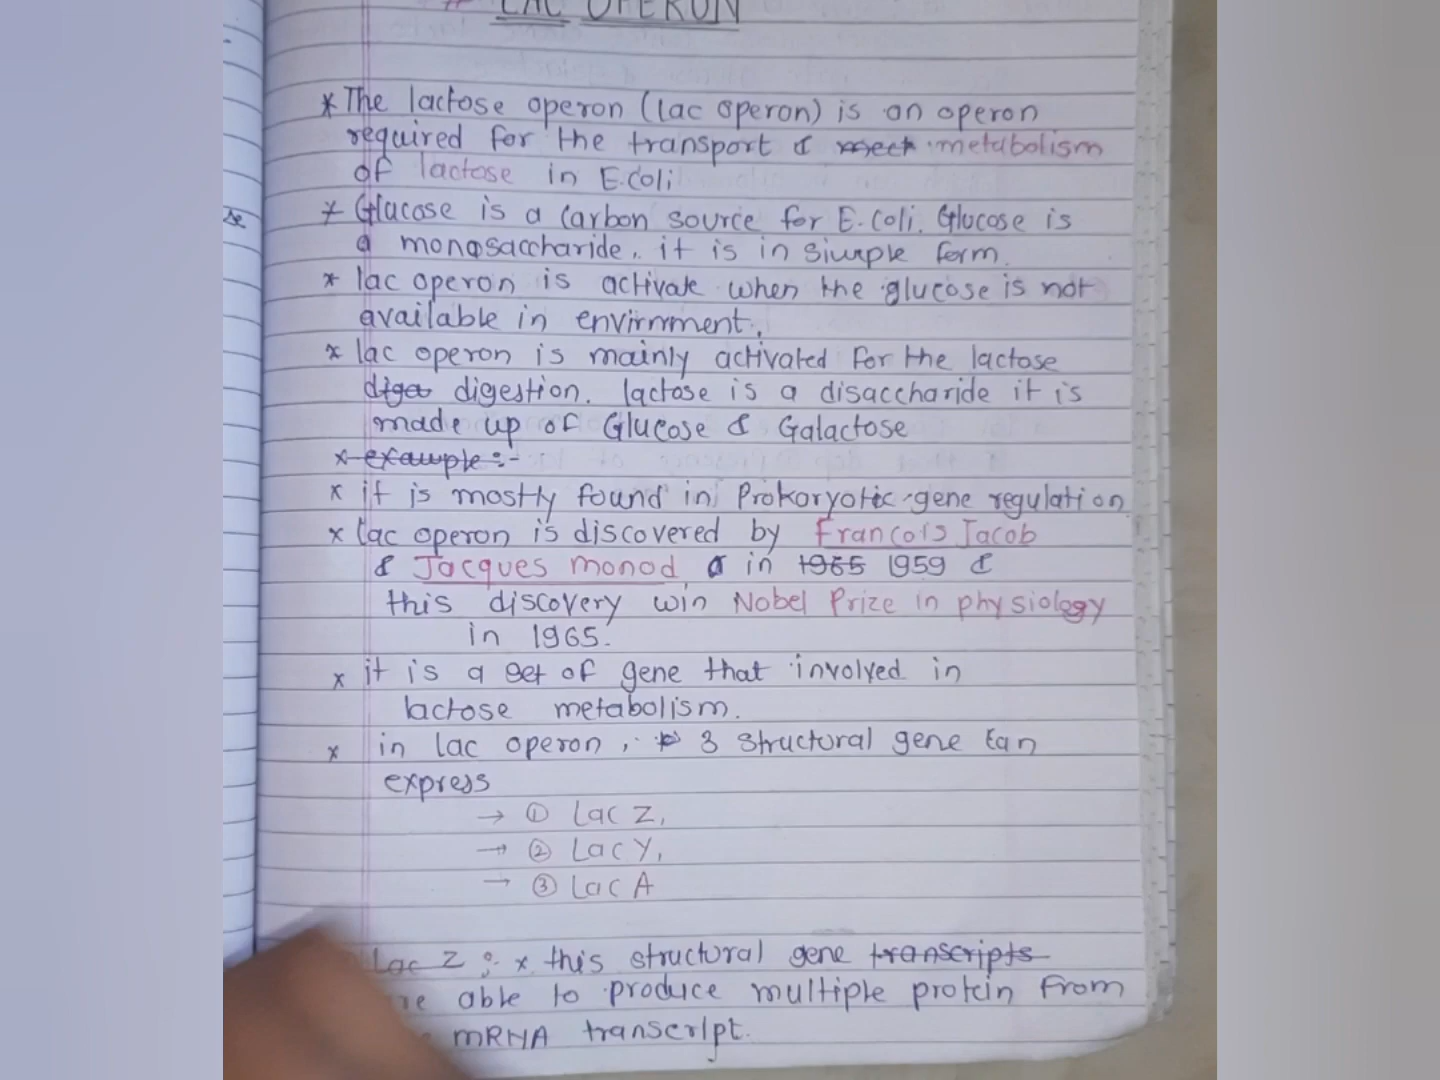 # LAC OPERON
* The lactose operon (lac operon) is an operon
required for the transport & meet metabolism
of lactose in E.coli
* Glucose is a carbon source for E.coli. Glucose is
a monosaccharide. it is in simple form.
* lac operon is activate when the glucose is not
available in envirnment.
* lac operon is mainly activated for the lactose
diges digestion. lactose is a disaccharide it is
made up of Glucose & Galactose
* example :-
* it is mostly found in Prokaryotic gene regulation
* Lac operon is discovered by Francois Jacob
& Jacques monod in 1965 1959 &
this discovery win Nobel Prize in physiology
in 1965.
* it is a set of gene that involved in
lactose metabolism.
* in lac operon, 3 structural gene can
express
→ ① Lac Z,
→ ② Lac Y,
→ ③ Lac A
Lac Z : * this structural gene transcripts
able to produce multiple protein from
mRNA transcript.